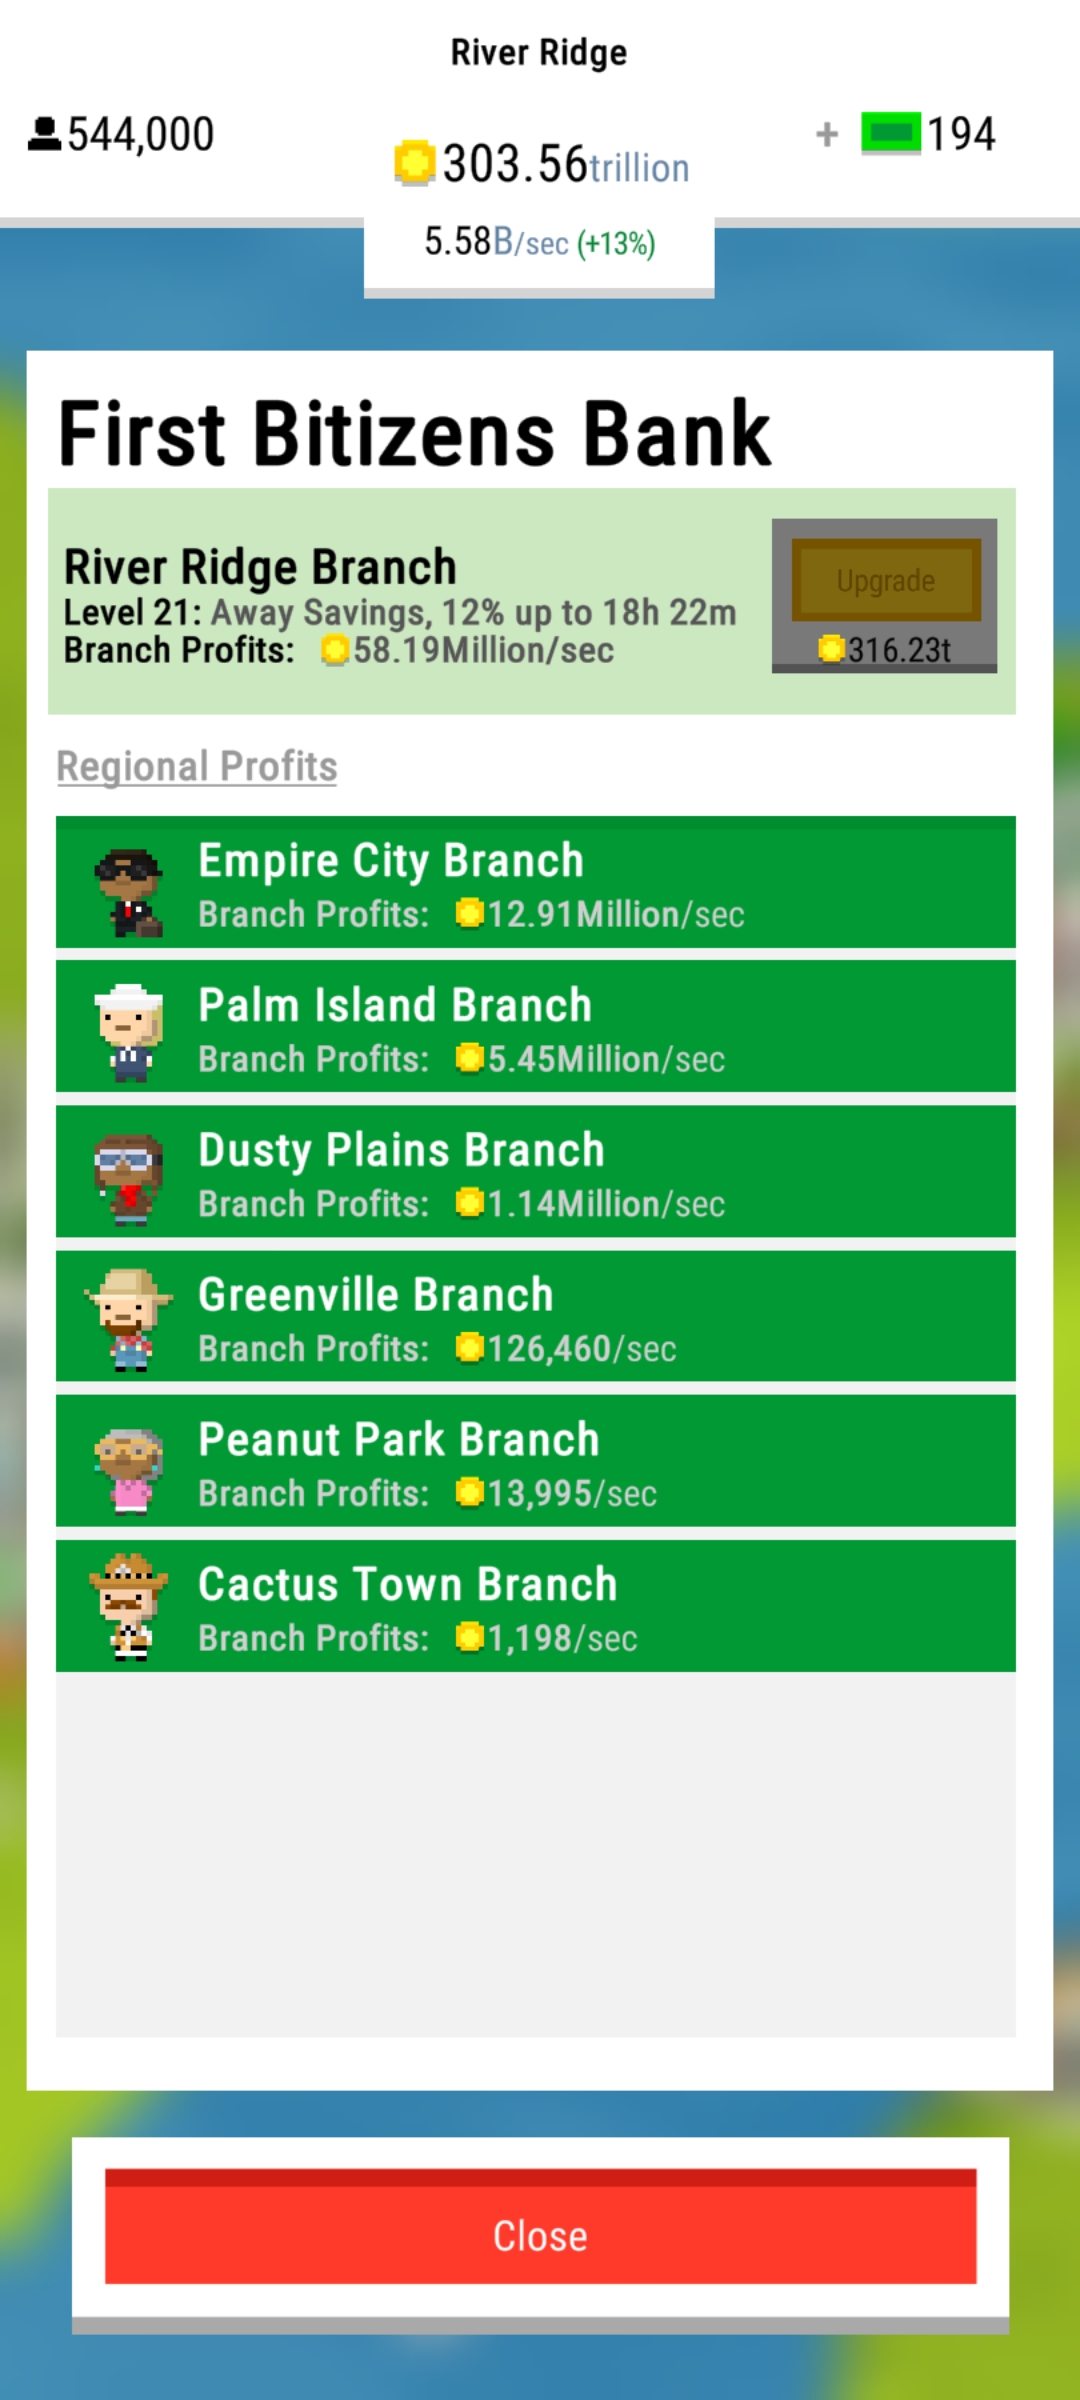 River Ridge
544,000
303.56trillion
+ 194
5.58B/sec (+13%)
First Bitizens Bank
River Ridge Branch
Level 21: Away Savings, 12% up to 18h 22m
Branch Profits: 58.19Million/sec
Upgrade
316.23t
Regional Profits
Empire City Branch
Branch Profits: 12.91Million/sec
Palm Island Branch
Branch Profits: 5.45Million/sec
Dusty Plains Branch
Branch Profits: 1.14Million/sec
Greenville Branch
Branch Profits: 126,460/sec
Peanut Park Branch
Branch Profits: 13,995/sec
Cactus Town Branch
Branch Profits: 1,198/sec
Close